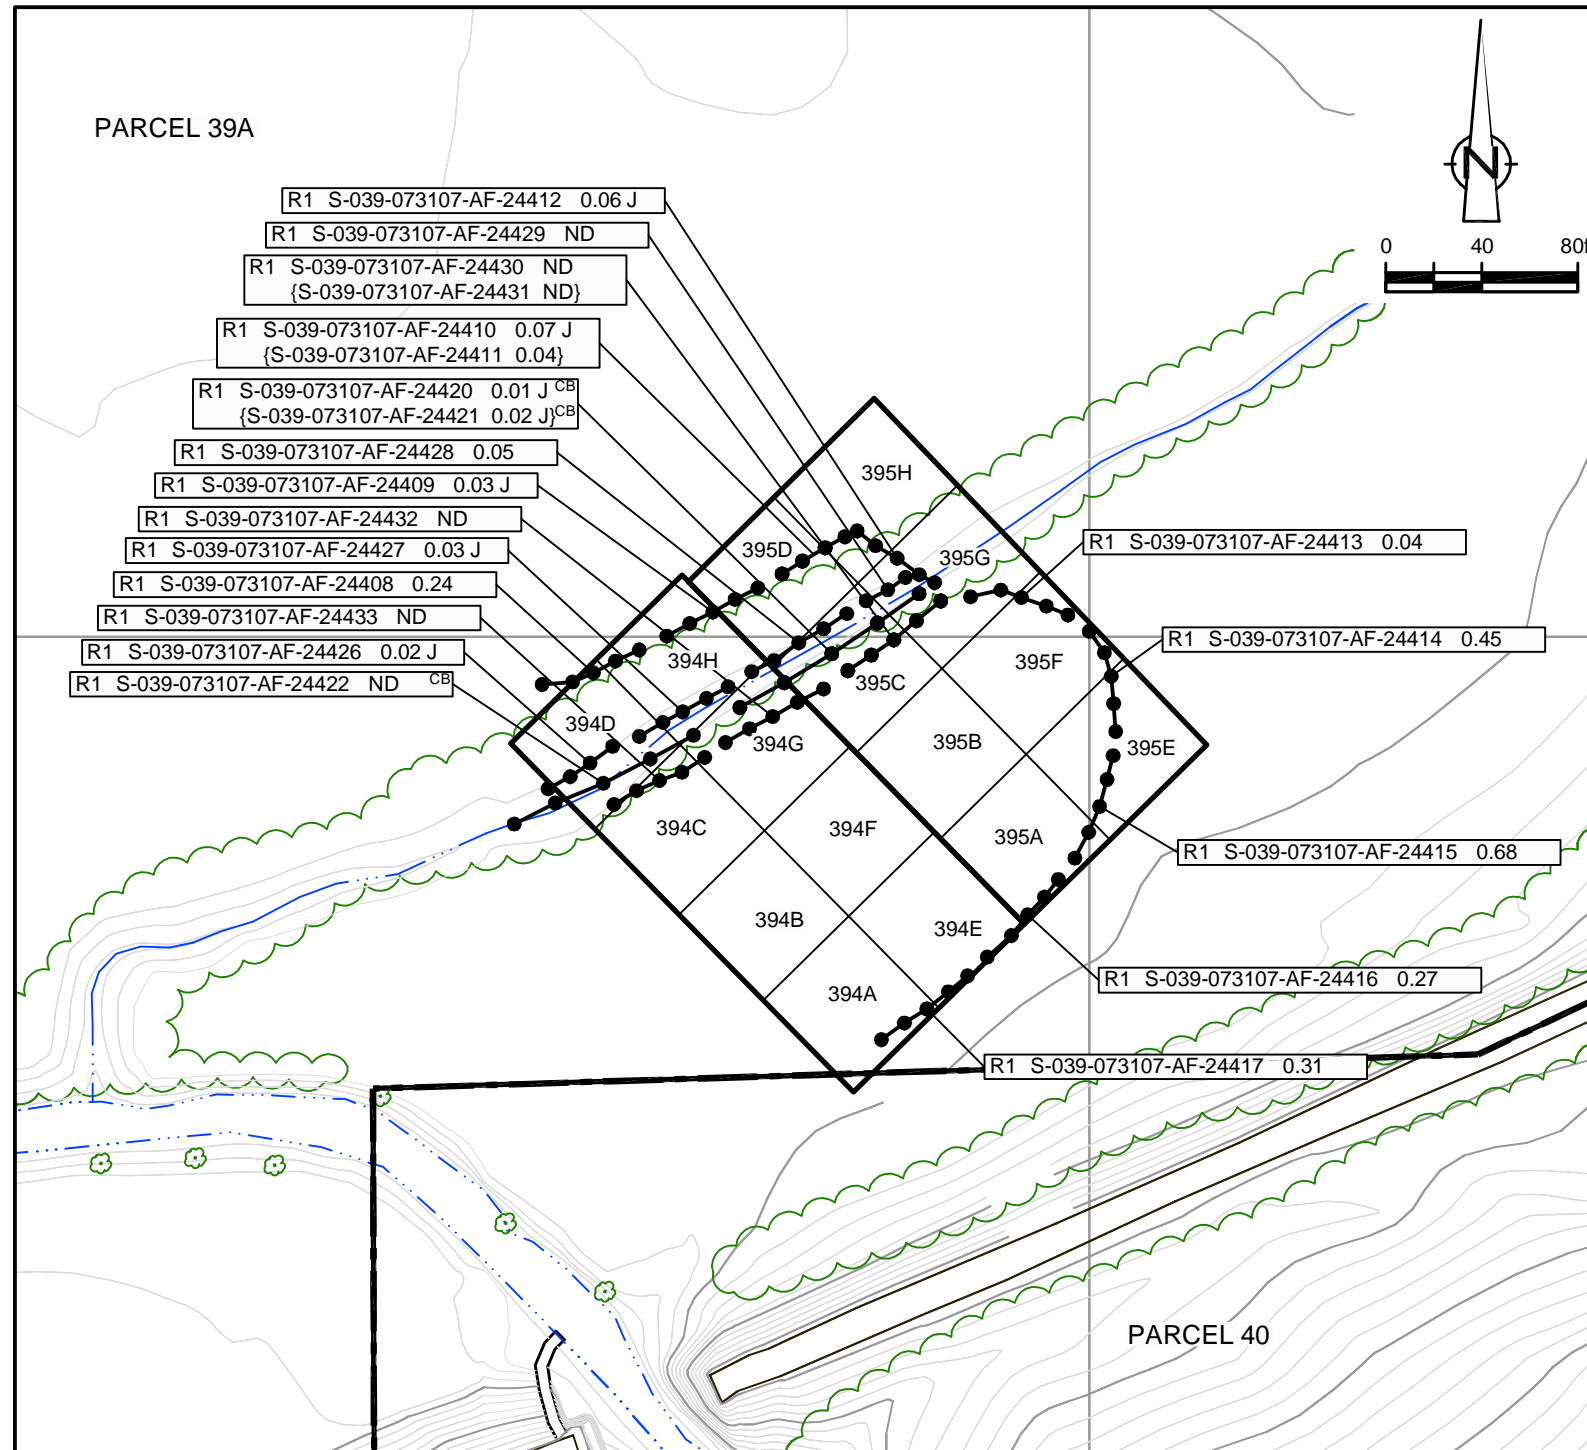 PARCEL 39A
N
0 40 80f
R1 S-039-073107-AF-24412 0.06 J
R1 S-039-073107-AF-24429 ND
R1 S-039-073107-AF-24430 ND
{S-039-073107-AF-24431 ND}
R1 S-039-073107-AF-24410 0.07 J
{S-039-073107-AF-24411 0.04}
R1 S-039-073107-AF-24420 0.01 J CB
{S-039-073107-AF-24421 0.02 J}CB
R1 S-039-073107-AF-24428 0.05
R1 S-039-073107-AF-24409 0.03 J
R1 S-039-073107-AF-24432 ND
R1 S-039-073107-AF-24427 0.03 J
R1 S-039-073107-AF-24408 0.24
R1 S-039-073107-AF-24433 ND
R1 S-039-073107-AF-24426 0.02 J
R1 S-039-073107-AF-24422 ND CB
395H
395D
395G
R1 S-039-073107-AF-24413 0.04
R1 S-039-073107-AF-24414 0.45
394H
395F
395C
394D
394G
395B
395E
394C
394F
395A
R1 S-039-073107-AF-24415 0.68
394B
394E
394A
R1 S-039-073107-AF-24416 0.27
R1 S-039-073107-AF-24417 0.31
PARCEL 40